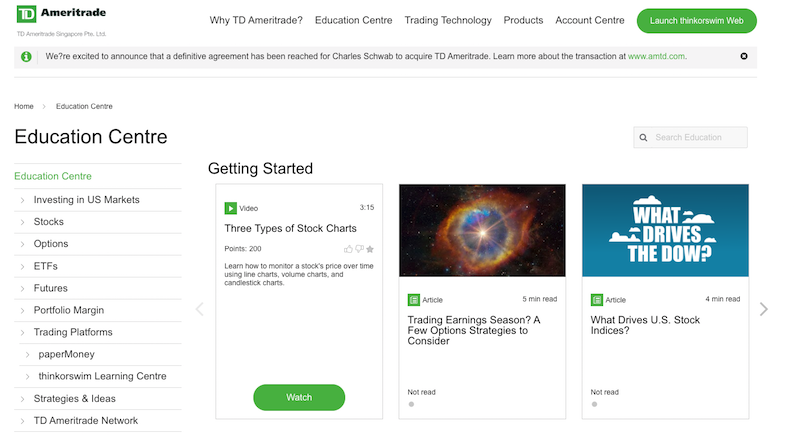 TD Ameritrade
TD Ameritrade Singapore Pte, Ltd.
Why TD Ameritrade? Education Centre Trading Technology Products Account Centre Launch thinkorswim Web
We?re excited to announce that a definitive agreement has been reached for Charles Schwab to acquire TD Ameritrade. Learn more about the transaction at www.amtd.com.
Home > Education Centre
Education Centre
Search Education
Education Centre
Investing in US Markets
Stocks
Options
ETFs
Futures
Portfolio Margin
Trading Platforms
paperMoney
thinkorswim Learning Centre
Strategies & Ideas
TD Ameritrade Network
Getting Started
Video 3:15
Three Types of Stock Charts
Points: 200
Learn how to monitor a stock's price over time
using line charts, volume charts, and
candlestick charts.
Watch
Article 5 min read
Trading Earnings Season? A
Few Options Strategies to
Consider
Not read
WHAT
DRIVES
THE DOW?
Article 4 min read
What Drives U.S. Stock
Indices?
Not read